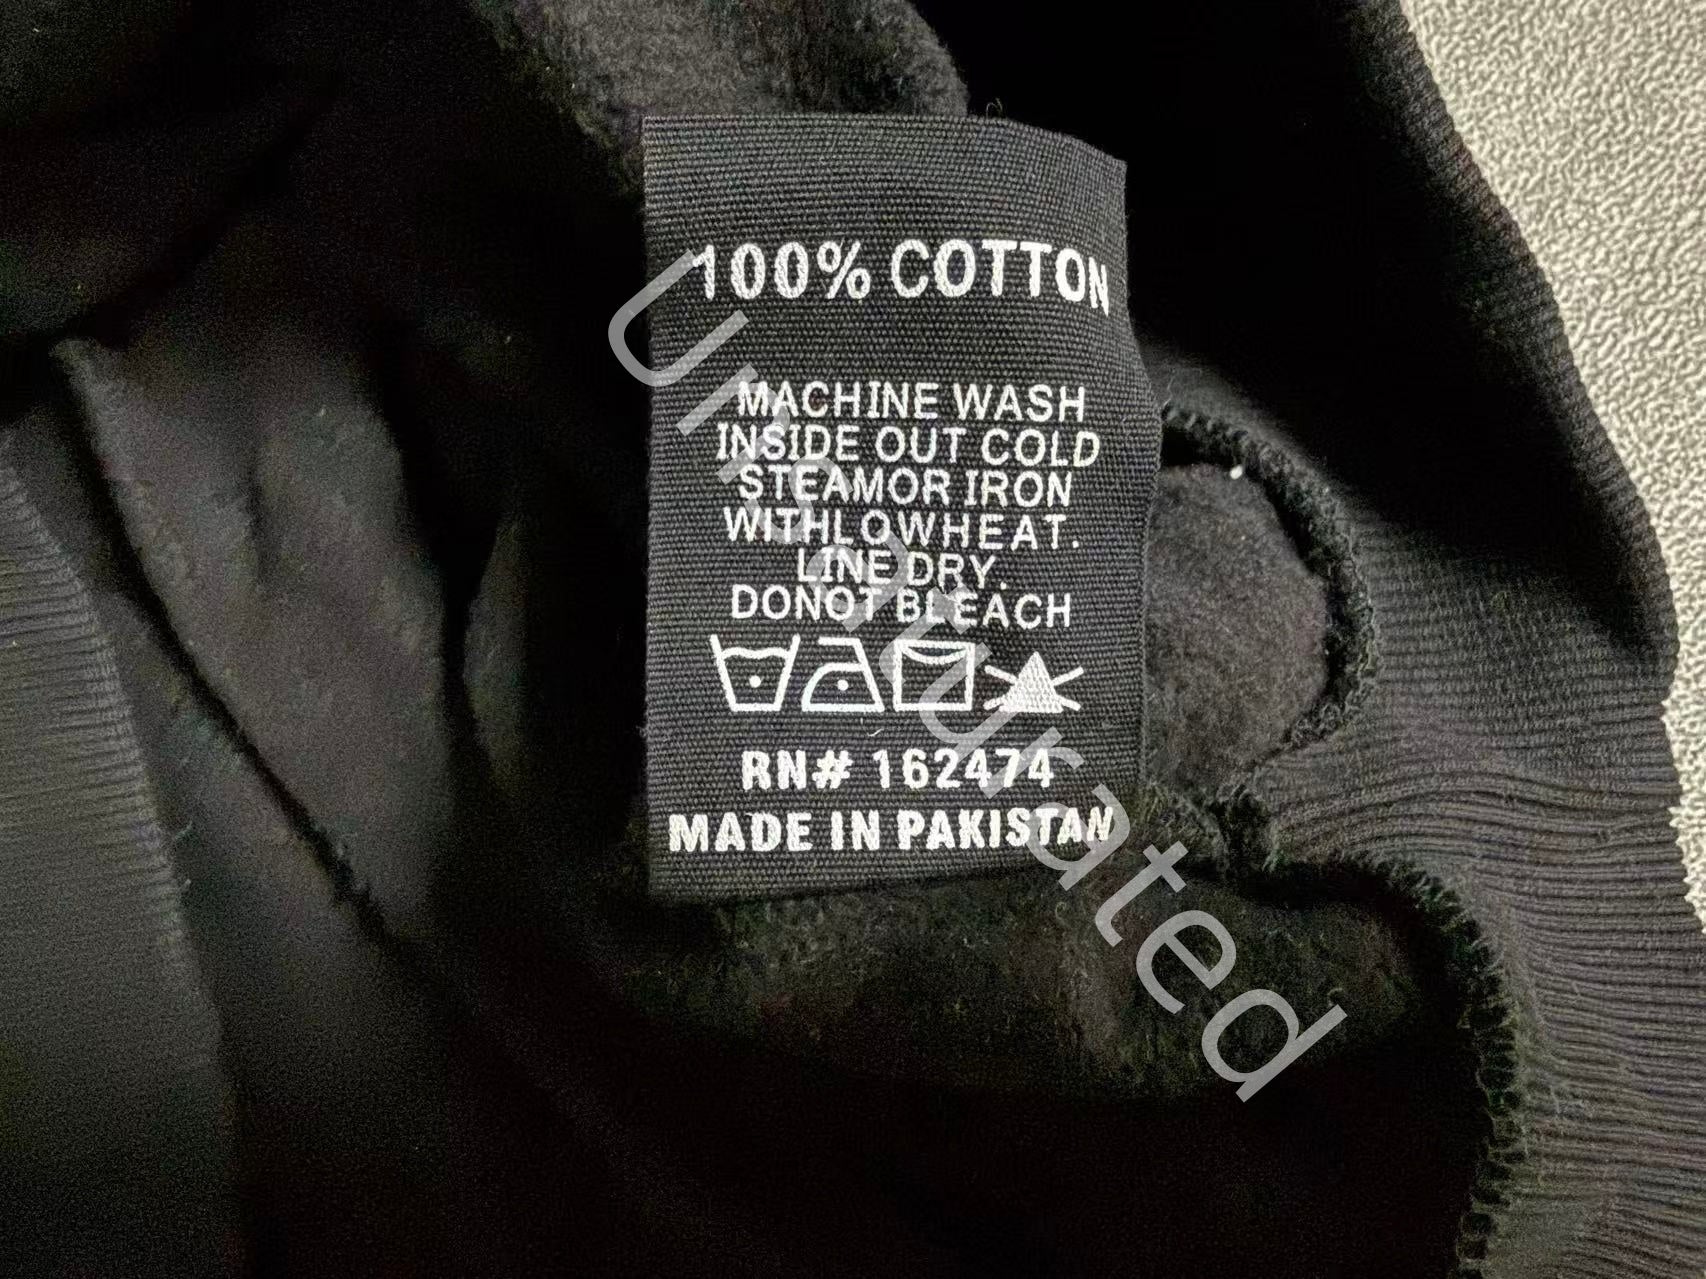 100% COTTON
MACHINE WASH
INSIDE OUT COLD
STEAMOR IRON
WITHLOWHEAT.
LINE DRY.
DONOT BLEACH
RN# 162474
MADE IN PAKISTAN
Unsaturated